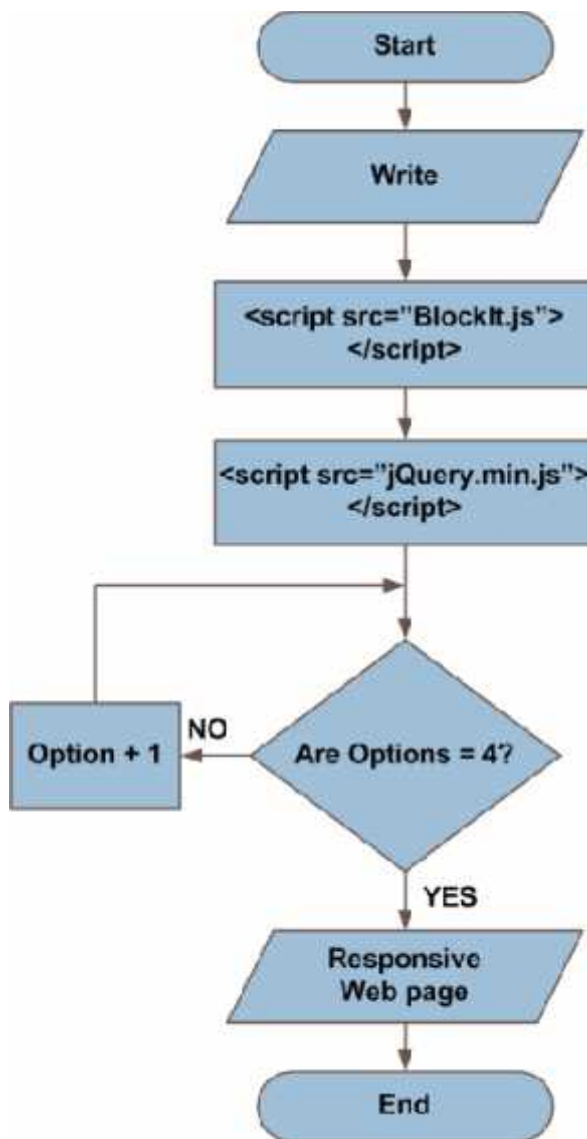 Start
Write
<script src="BlockIt.js">
</script>
<script src="jQuery.min.js">
</script>
Option + 1
NO
Are Options = 4?
YES
Responsive
Web page
End